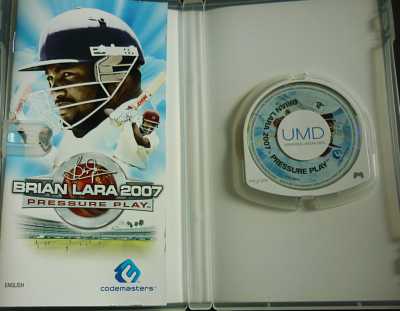 BRIAN LARA 2007
PRESSURE PLAY
ENGLISH
codemasters
UMD
BRIAN LARA 2007 · PRESSURE PLAY